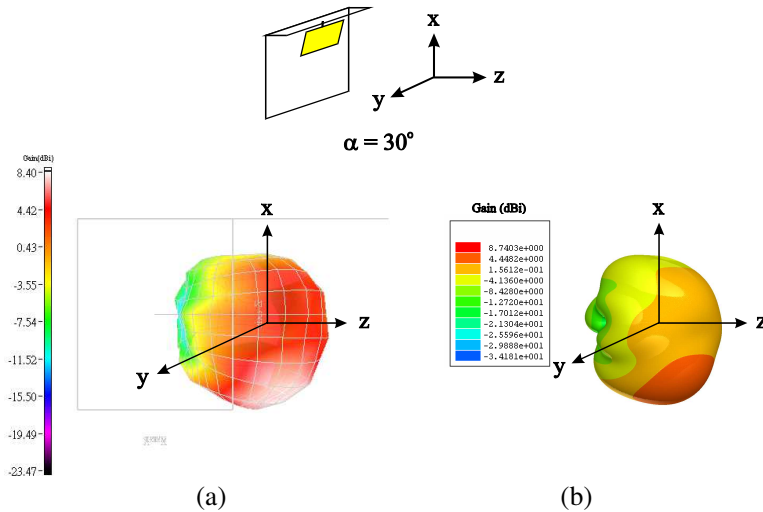 x
z
y
α = 30°
Gain(dBi)
8.40
4.42
0.43
-3.55
-7.54
-11.52
-15.50
-19.49
-23.47
x
z
y
Gain (dBi)
8.7403e+000
4.4482e+000
1.5612e-001
-4.1360e+000
-8.4280e+000
-1.2720e+001
-1.7012e+001
-2.1304e+001
-2.5596e+001
-2.9888e+001
-3.4181e+001
x
z
y
(a)
(b)